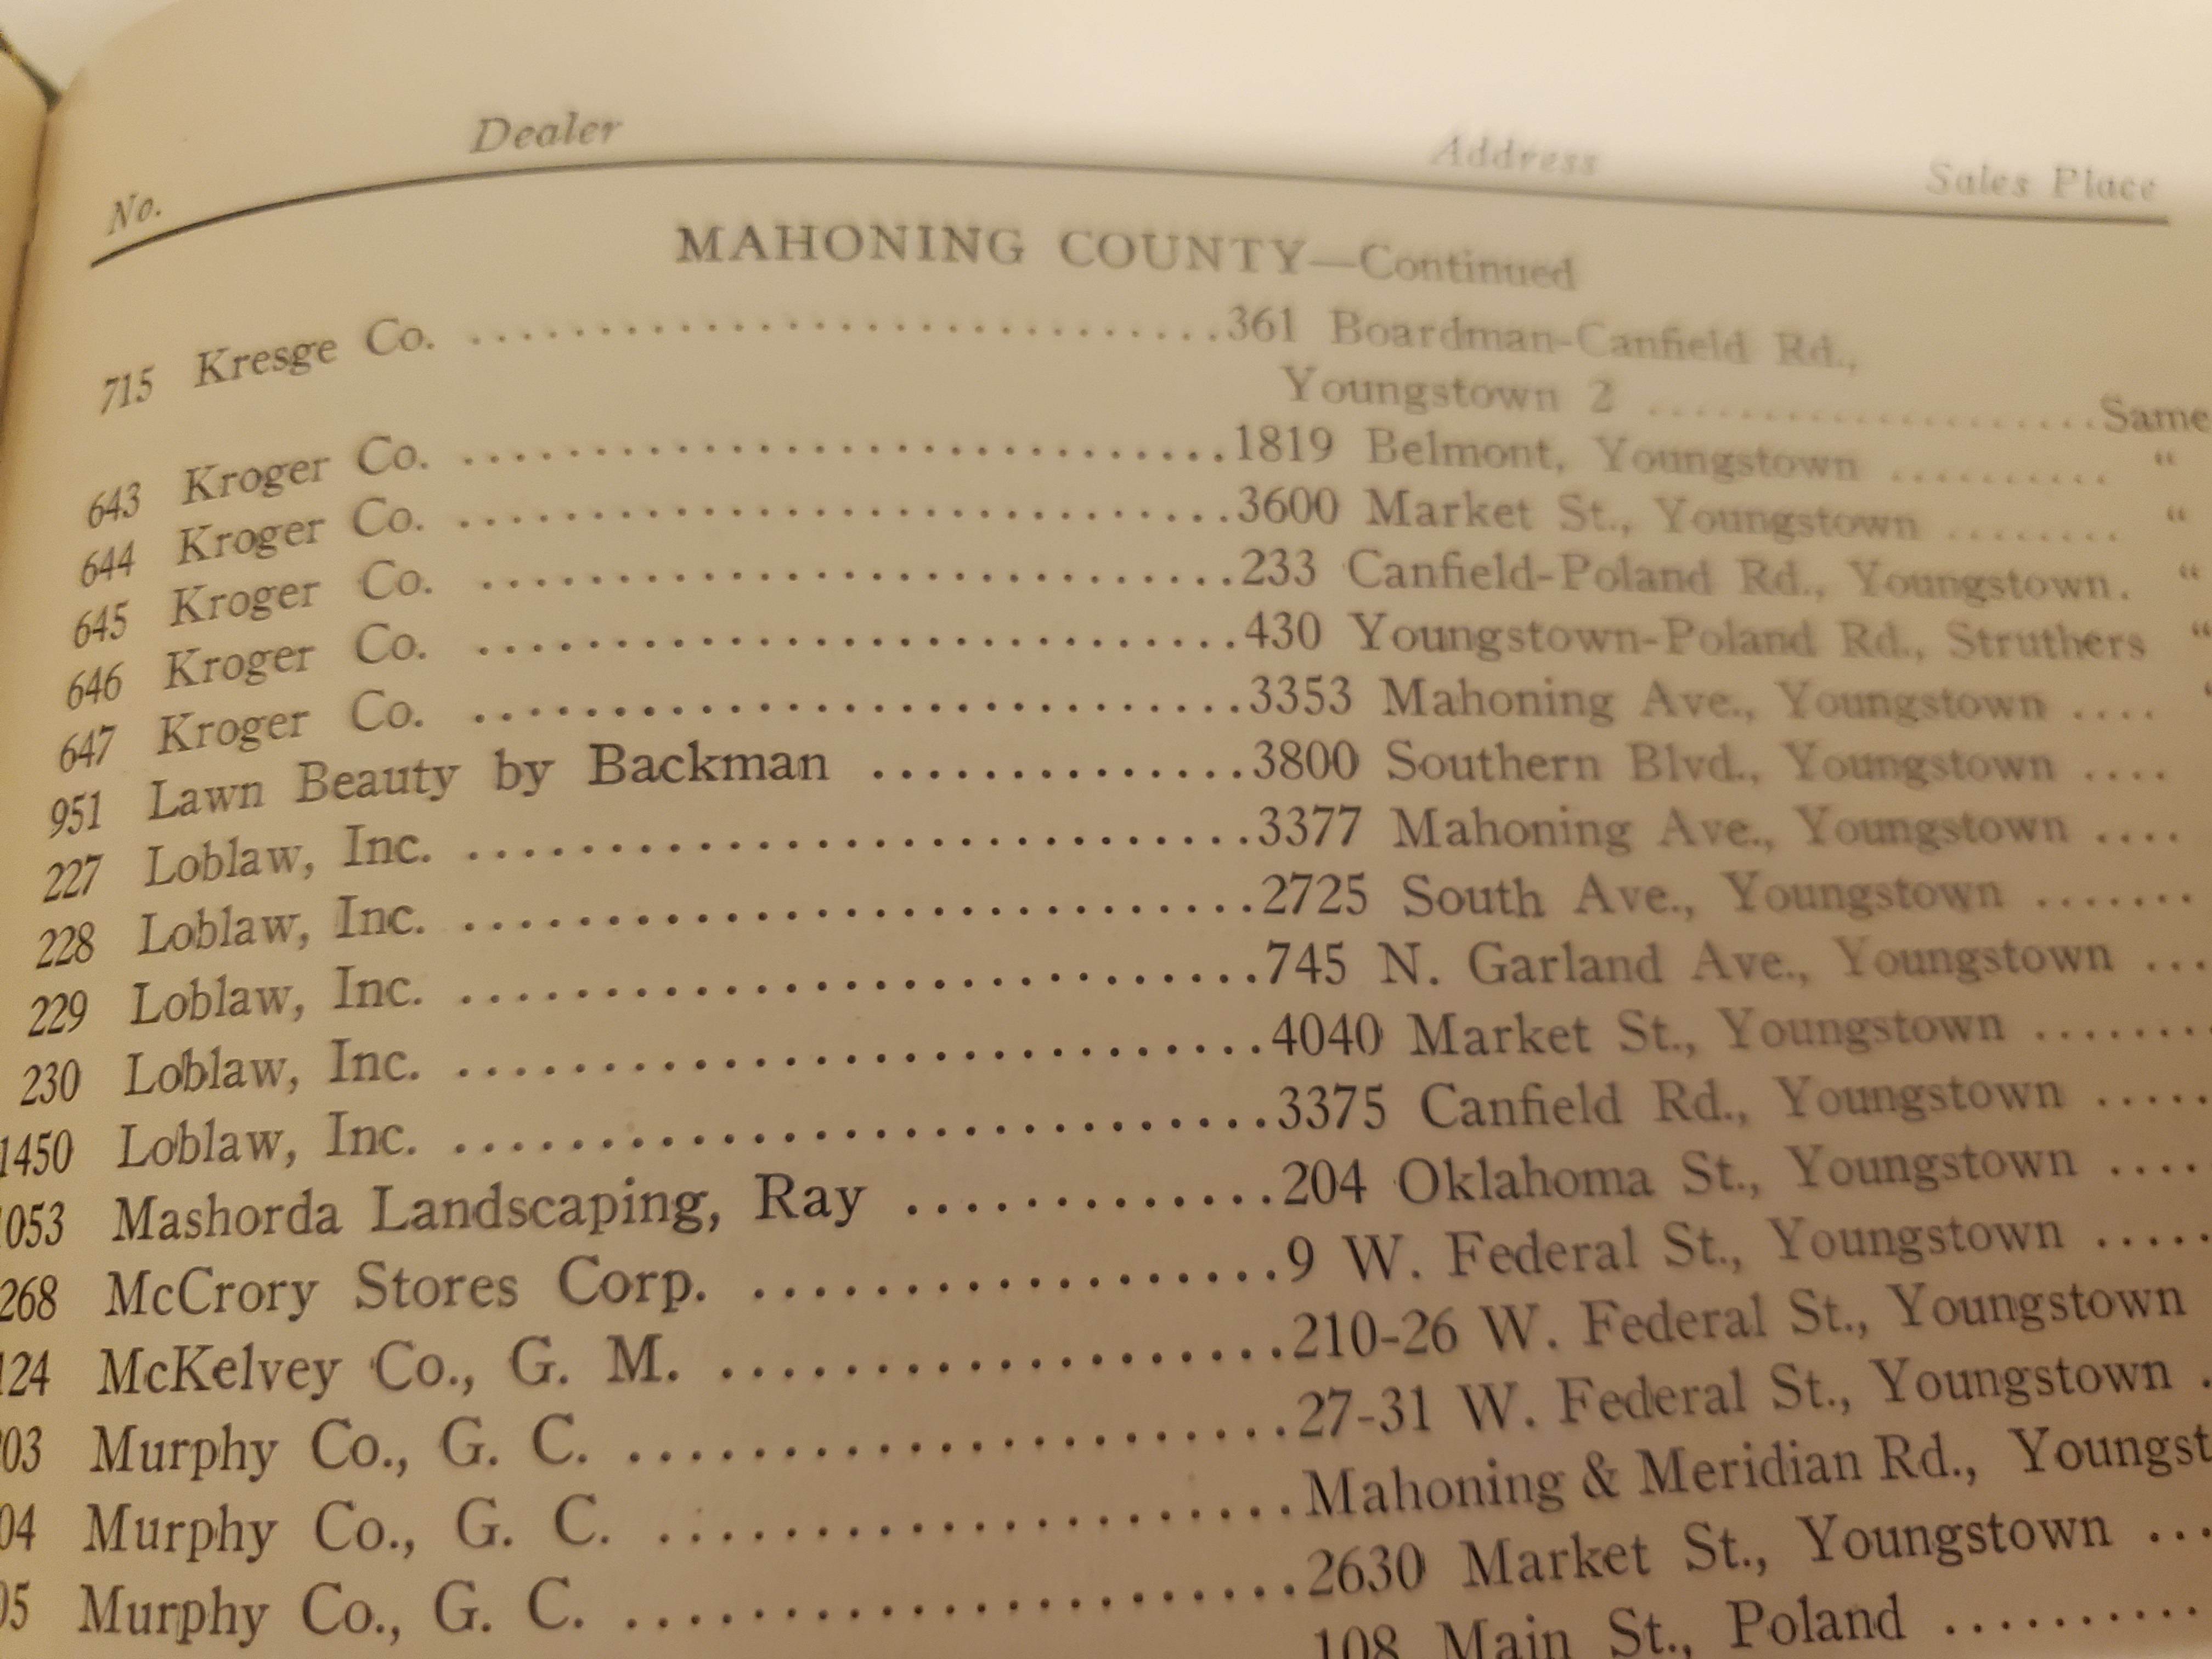 No. Dealer Address Sales Place
MAHONING COUNTY—Continued
715 Kresge Co. ..............................361 Boardman-Canfield Rd.,
Youngstown 2 ......................Same
643 Kroger Co. ..............................1819 Belmont, Youngstown .......... “
644 Kroger Co. ..............................3600 Market St., Youngstown ........ “
645 Kroger Co. .............................233 Canfield-Poland Rd., Youngstown. “
646 Kroger Co. .............................430 Youngstown-Poland Rd., Struthers “
647 Kroger Co. .............................3353 Mahoning Ave., Youngstown .... “
951 Lawn Beauty by Backman ..............3800 Southern Blvd., Youngstown ....
227 Loblaw, Inc. .............................3377 Mahoning Ave., Youngstown ....
228 Loblaw, Inc. .............................2725 South Ave., Youngstown .......
229 Loblaw, Inc. .............................745 N. Garland Ave., Youngstown ...
230 Loblaw, Inc. .............................4040 Market St., Youngstown .......
1450 Loblaw, Inc. .............................3375 Canfield Rd., Youngstown .....
053 Mashorda Landscaping, Ray .............204 Oklahoma St., Youngstown ....
268 McCrory Stores Corp. ...................9 W. Federal St., Youngstown .....
124 McKelvey Co., G. M. ....................210-26 W. Federal St., Youngstown
03 Murphy Co., G. C. .......................27-31 W. Federal St., Youngstown .
04 Murphy Co., G. C. ......................Mahoning & Meridian Rd., Youngst
05 Murphy Co., G. C. .......................2630 Market St., Youngstown ...
108 Main St., Poland ..........